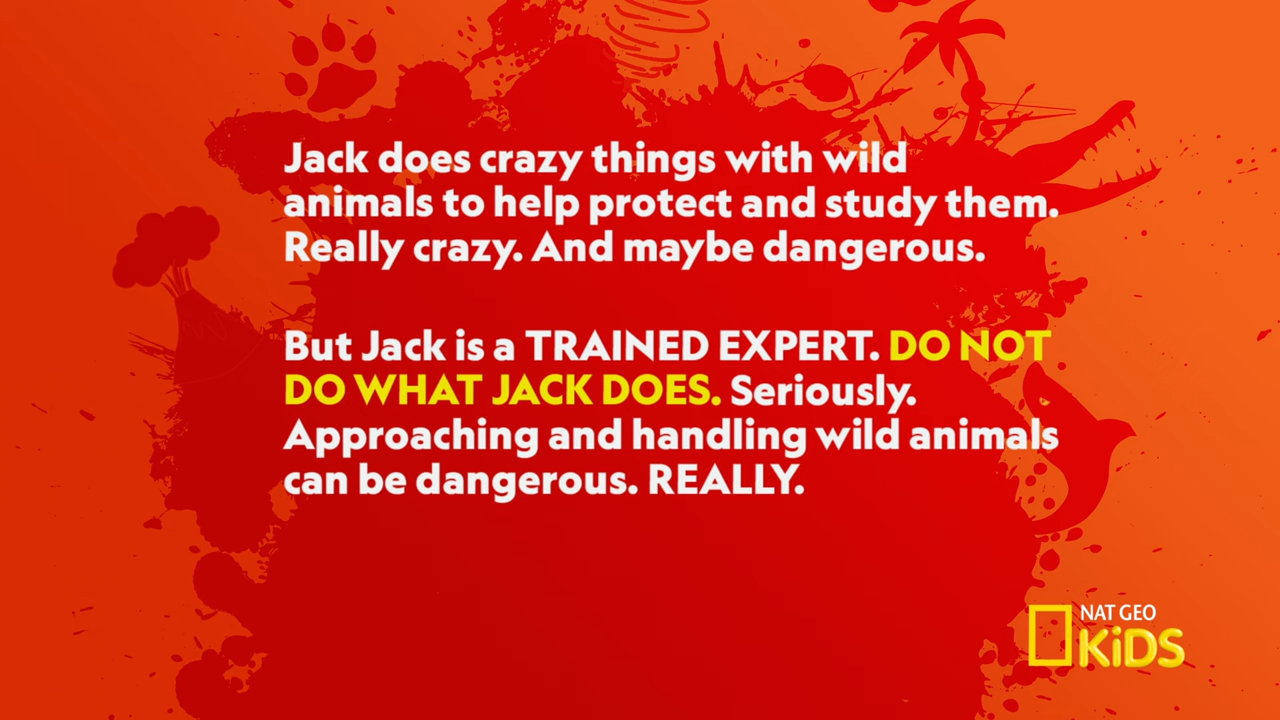 Jack does crazy things with wild
animals to help protect and study them.
Really crazy. And maybe dangerous.
But Jack is a TRAINED EXPERT. DO NOT
DO WHAT JACK DOES. Seriously.
Approaching and handling wild animals
can be dangerous. REALLY.
NAT GEO
KiDS